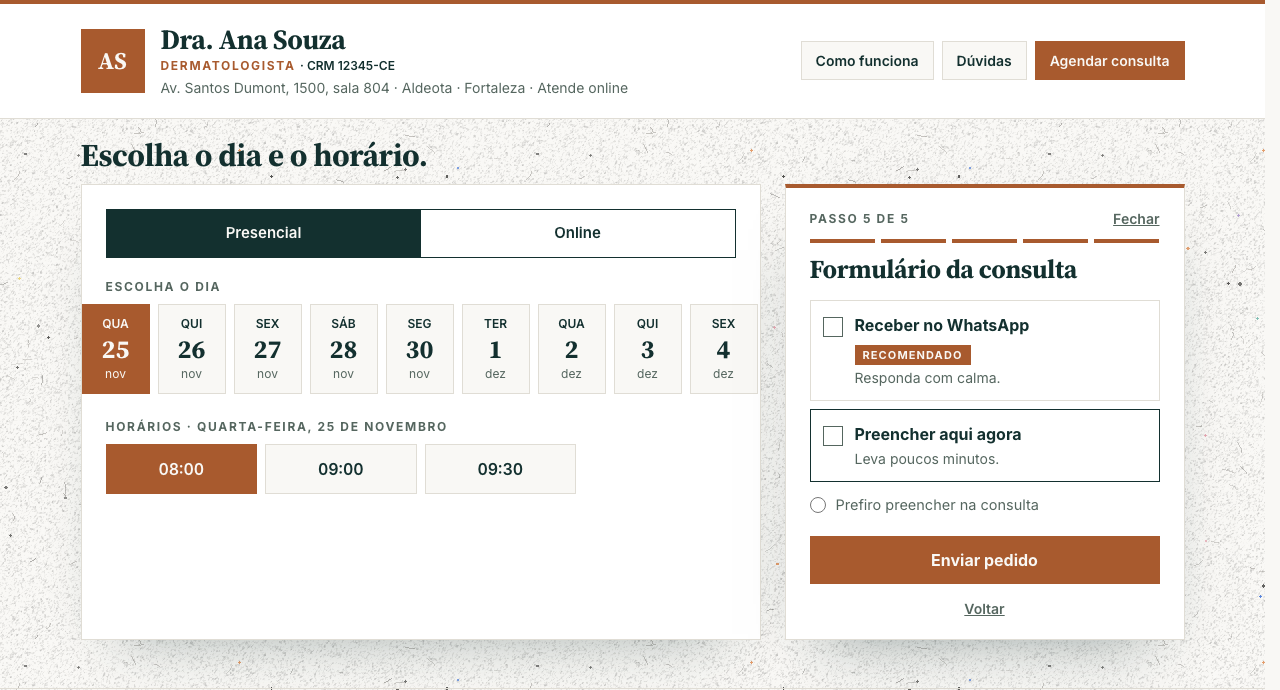 AS
Dra. Ana Souza
DERMATOLOGISTA · CRM 12345-CE
Av. Santos Dumont, 1500, sala 804 · Aldeota · Fortaleza · Atende online
Como funciona
Dúvidas
Agendar consulta
Escolha o dia e o horário.
Presencial
Online
ESCOLHA O DIA
QUA
25
nov
QUI
26
nov
SEX
27
nov
SÁB
28
nov
SEG
30
nov
TER
1
dez
QUA
2
dez
QUI
3
dez
SEX
4
dez
HORÁRIOS · QUARTA-FEIRA, 25 DE NOVEMBRO
08:00
09:00
09:30
PASSO 5 DE 5
Fechar
Formulário da consulta
Receber no WhatsApp
RECOMENDADO
Responda com calma.
Preencher aqui agora
Leva poucos minutos.
Prefiro preencher na consulta
Enviar pedido
Voltar